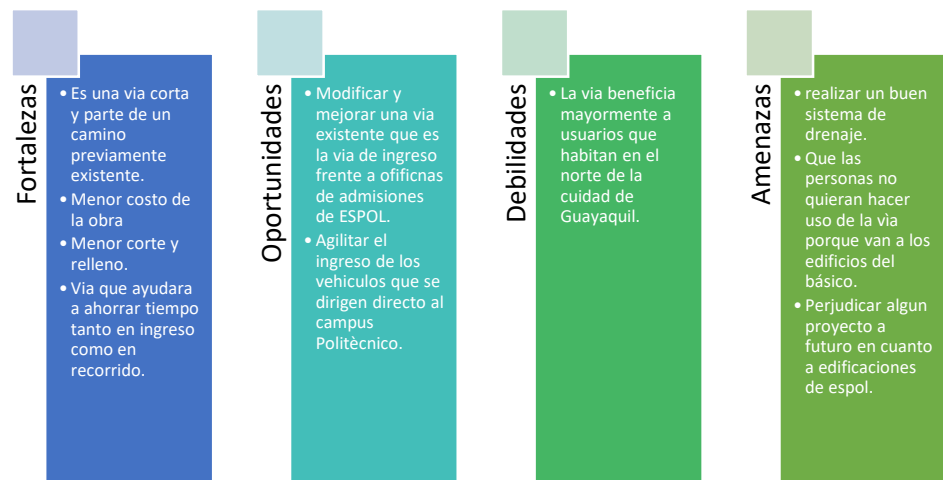 Fortalezas
• Es una via corta
y parte de un
camino
previamente
existente.
• Menor costo de
la obra
• Menor corte y
relleno.
• Via que ayudara
a ahorrar tiempo
tanto en ingreso
como en
recorrido.
Oportunidades
• Modificar y
mejorar una via
existente que es
la via de ingreso
frente a ofificnas
de admisiones
de ESPOL.
• Agilitar el
ingreso de los
vehiculos que se
dirigen directo al
campus
Politècnico.
Debilidades
• La via beneficia
mayormente a
usuarios que
habitan en el
norte de la
cuidad de
Guayaquil.
Amenazas
• realizar un buen
sistema de
drenaje.
• Que las
personas no
quieran hacer
uso de la vìa
porque van a los
edificios del
básico.
• Perjudicar algun
proyecto a
futuro en cuanto
a edificaciones
de espol.